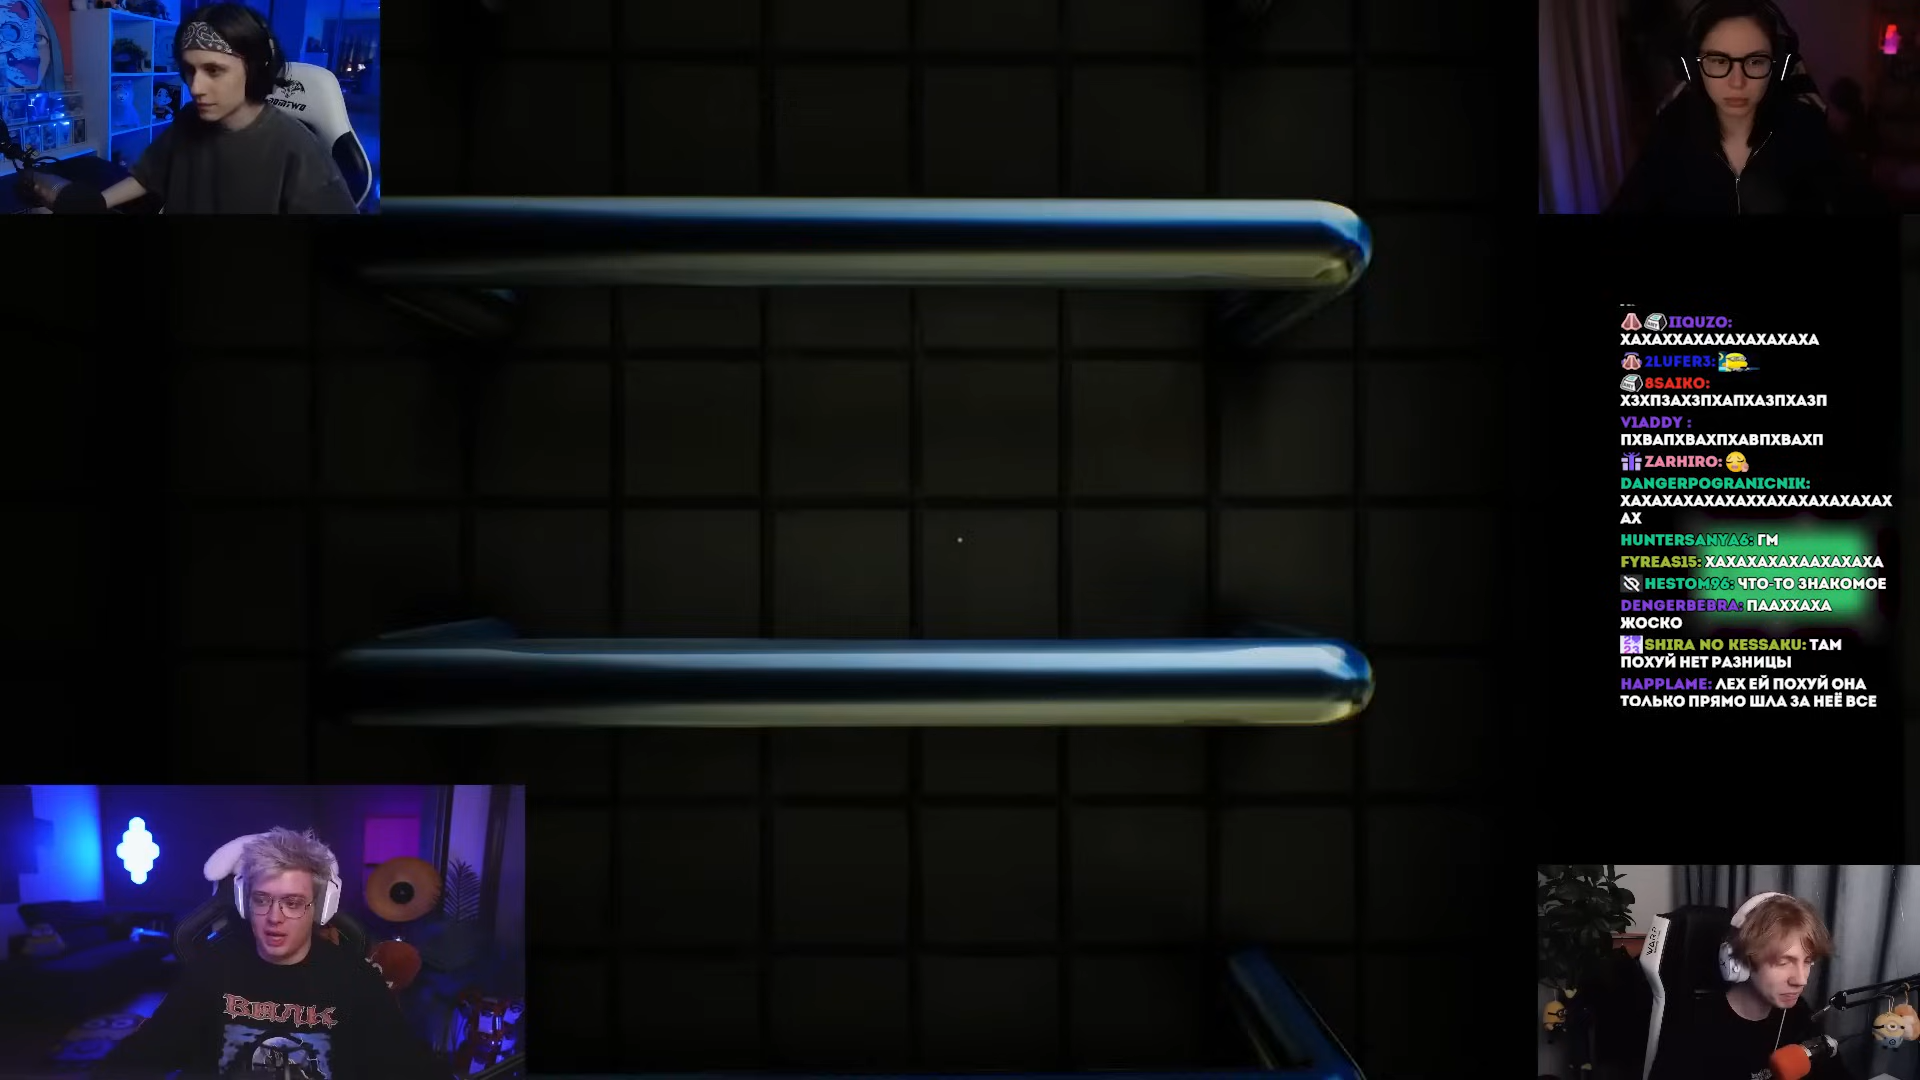 IIQUZO:
ХАХАХХАХАХАХАХАХАХА
2LUFER3:
8SAIKO:
ХЗХПЗАХЗПХАПХАЗПХАЗП
V1ADDY :
ПХВАПХВАХПХАВПХВАХП
ZARHIRO:
DANGERPOGRANICNIK:
ХАХАХАХАХАХАХХАХАХАХАХАХАХ
АХ
HUNTERSANYA6: ГМ
FYREAS15: ХАХАХАХАХААХАХАХА
HESTOM96: ЧТО-ТО ЗНАКОМОЕ
DENGERBEBRA: ПААХХАХА
ЖОСКО
SHIRA NO KESSAKU: ТАМ
ПОХУЙ НЕТ РАЗНИЦЫ
HAPPLAME: ЛЕХ ЕЙ ПОХУЙ ОНА
ТОЛЬКО ПРЯМО ШЛА ЗА НЕЁ ВСЕ
WARP